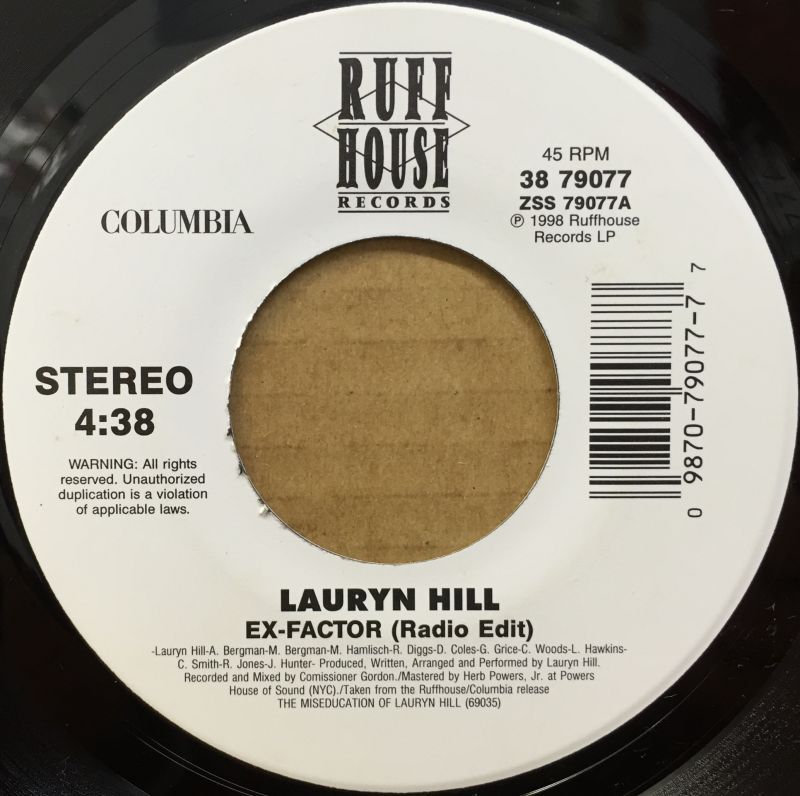 RUFF
HOUSE
RECORDS
COLUMBIA
45 RPM
38 79077
ZSS 79077A
℗ 1998 Ruffhouse
Records LP
STEREO
4:38
WARNING: All rights
reserved. Unauthorized
duplication is a violation
of applicable laws.
0 9870-79077-7 7
LAURYN HILL
EX-FACTOR (Radio Edit)
-Lauryn Hill-A. Bergman-M. Bergman-M. Hamlisch-R. Diggs-D. Coles-G. Grice-C. Woods-L. Hawkins-
C. Smith-R. Jones-J. Hunter- Produced, Written, Arranged and Performed by Lauryn Hill.
Recorded and Mixed by Comissioner Gordon./Mastered by Herb Powers, Jr. at Powers
House of Sound (NYC)./Taken from the Ruffhouse/Columbia release
THE MISEDUCATION OF LAURYN HILL (69035)